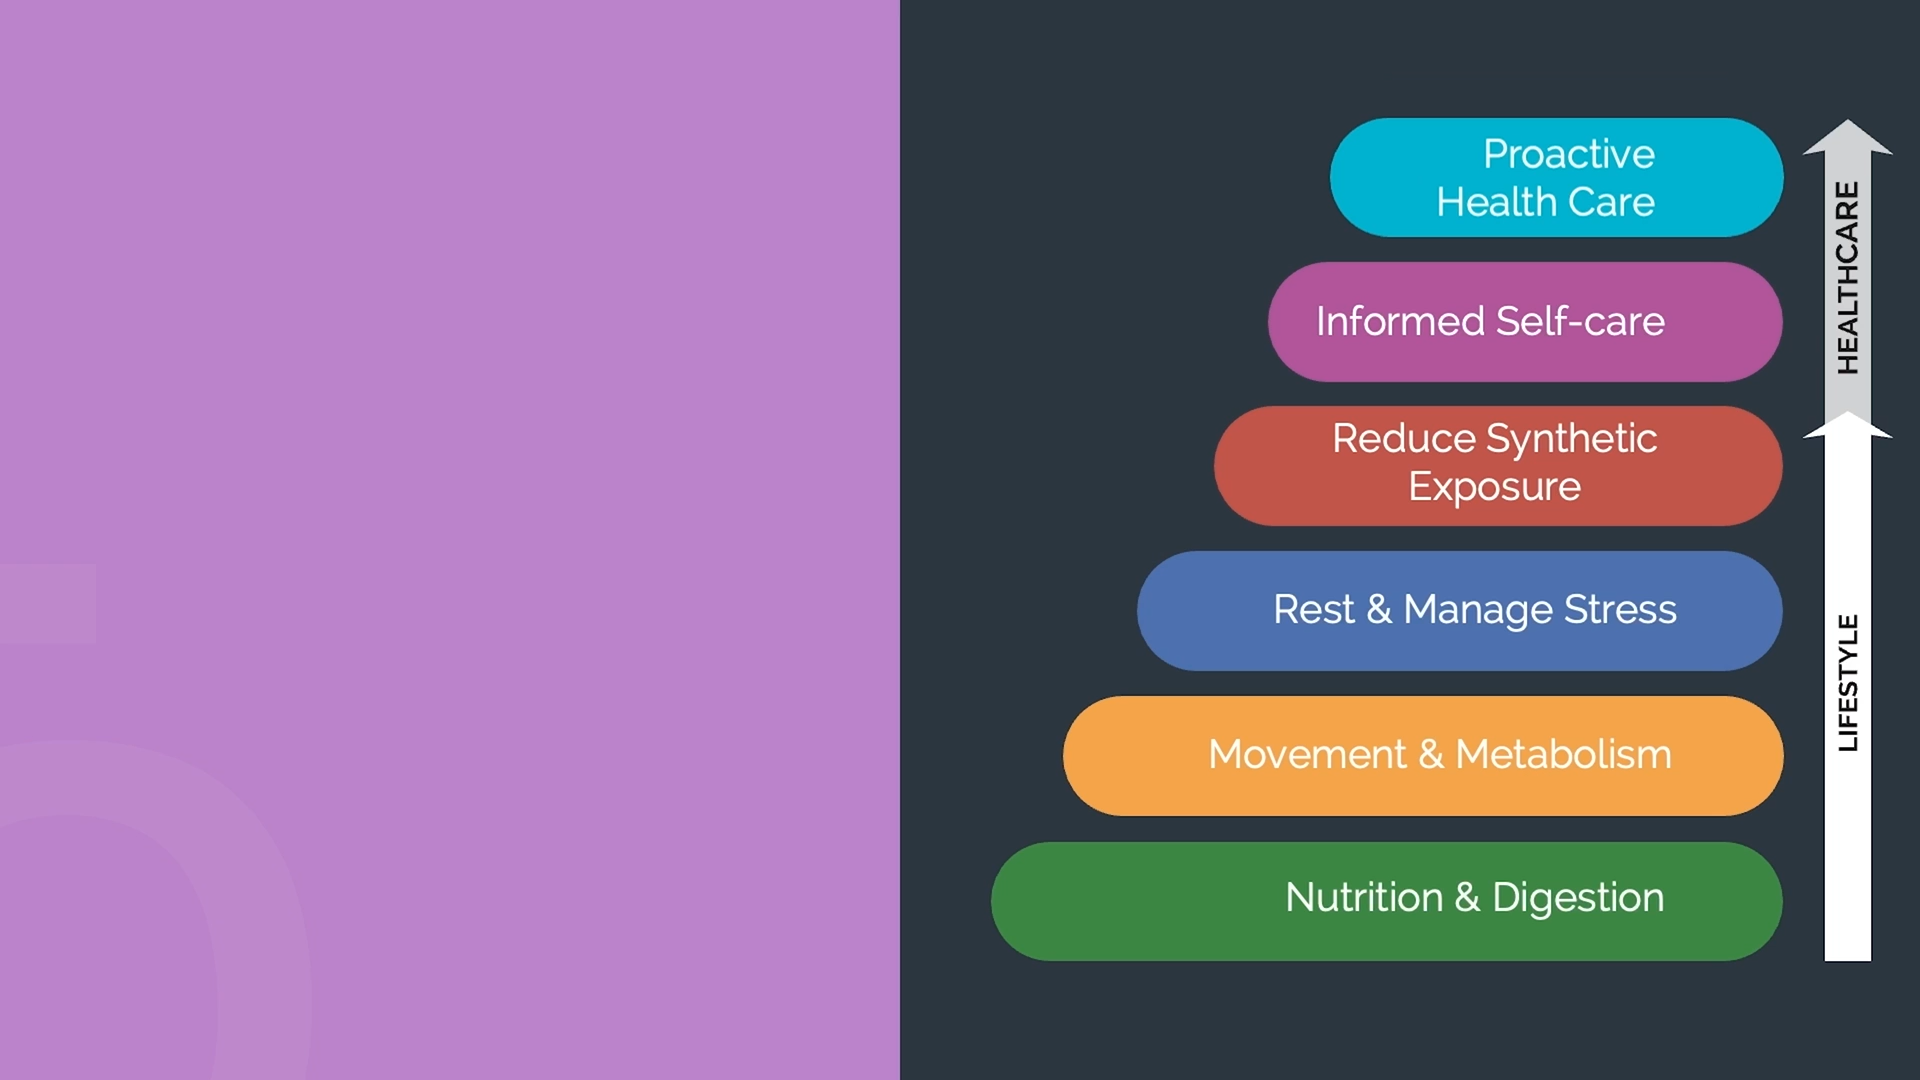 Proactive
Health Care
Informed Self-care
Reduce Synthetic
Exposure
Rest & Manage Stress
Movement & Metabolism
Nutrition & Digestion
HEALTHCARE
LIFESTYLE